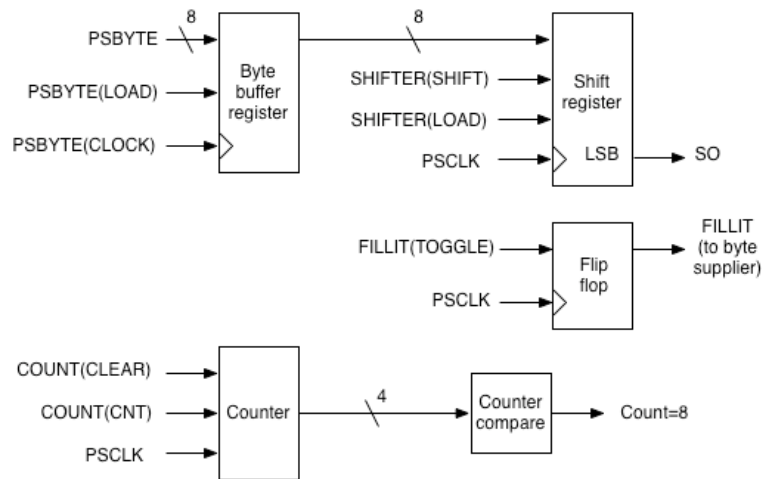 8
PSBYTE
Byte
buffer
register
PSBYTE(LOAD)
PSBYTE(CLOCK)
8
SHIFTER(SHIFT)
SHIFTER(LOAD)
PSCLK
Shift
register
LSB
SO
FILLIT(TOGGLE)
PSCLK
Flip
flop
FILLIT
(to byte
supplier)
COUNT(CLEAR)
COUNT(CNT)
PSCLK
Counter
4
Counter
compare
Count=8